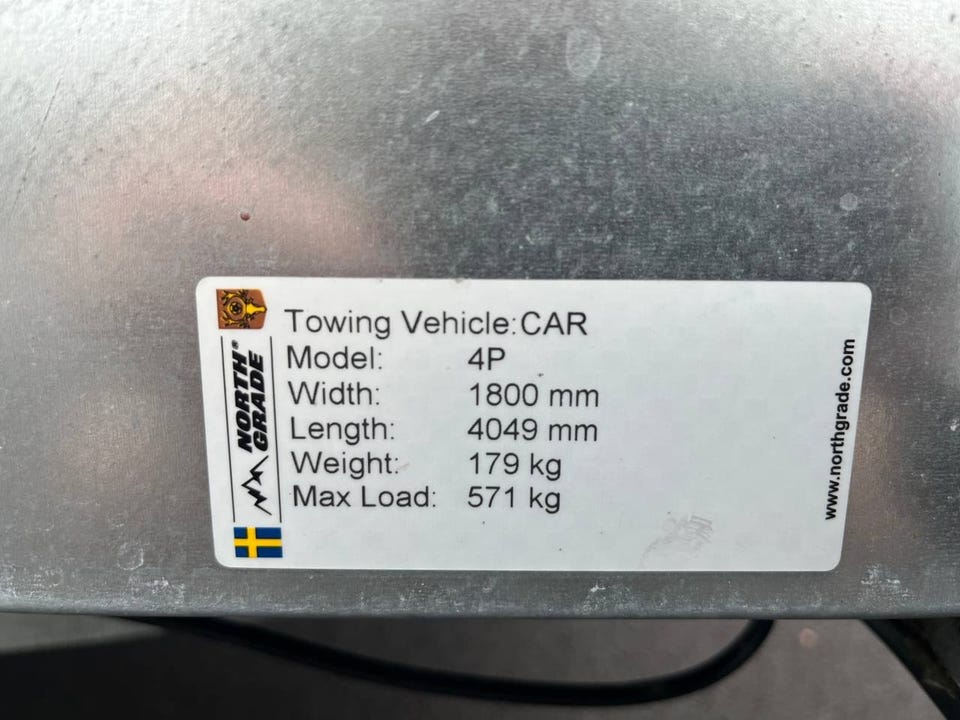 Towing Vehicle:CAR
Model: 4P
Width: 1800 mm
Length: 4049 mm
Weight: 179 kg
Max Load: 571 kg
NORTH®
GRADE
www.northgrade.com